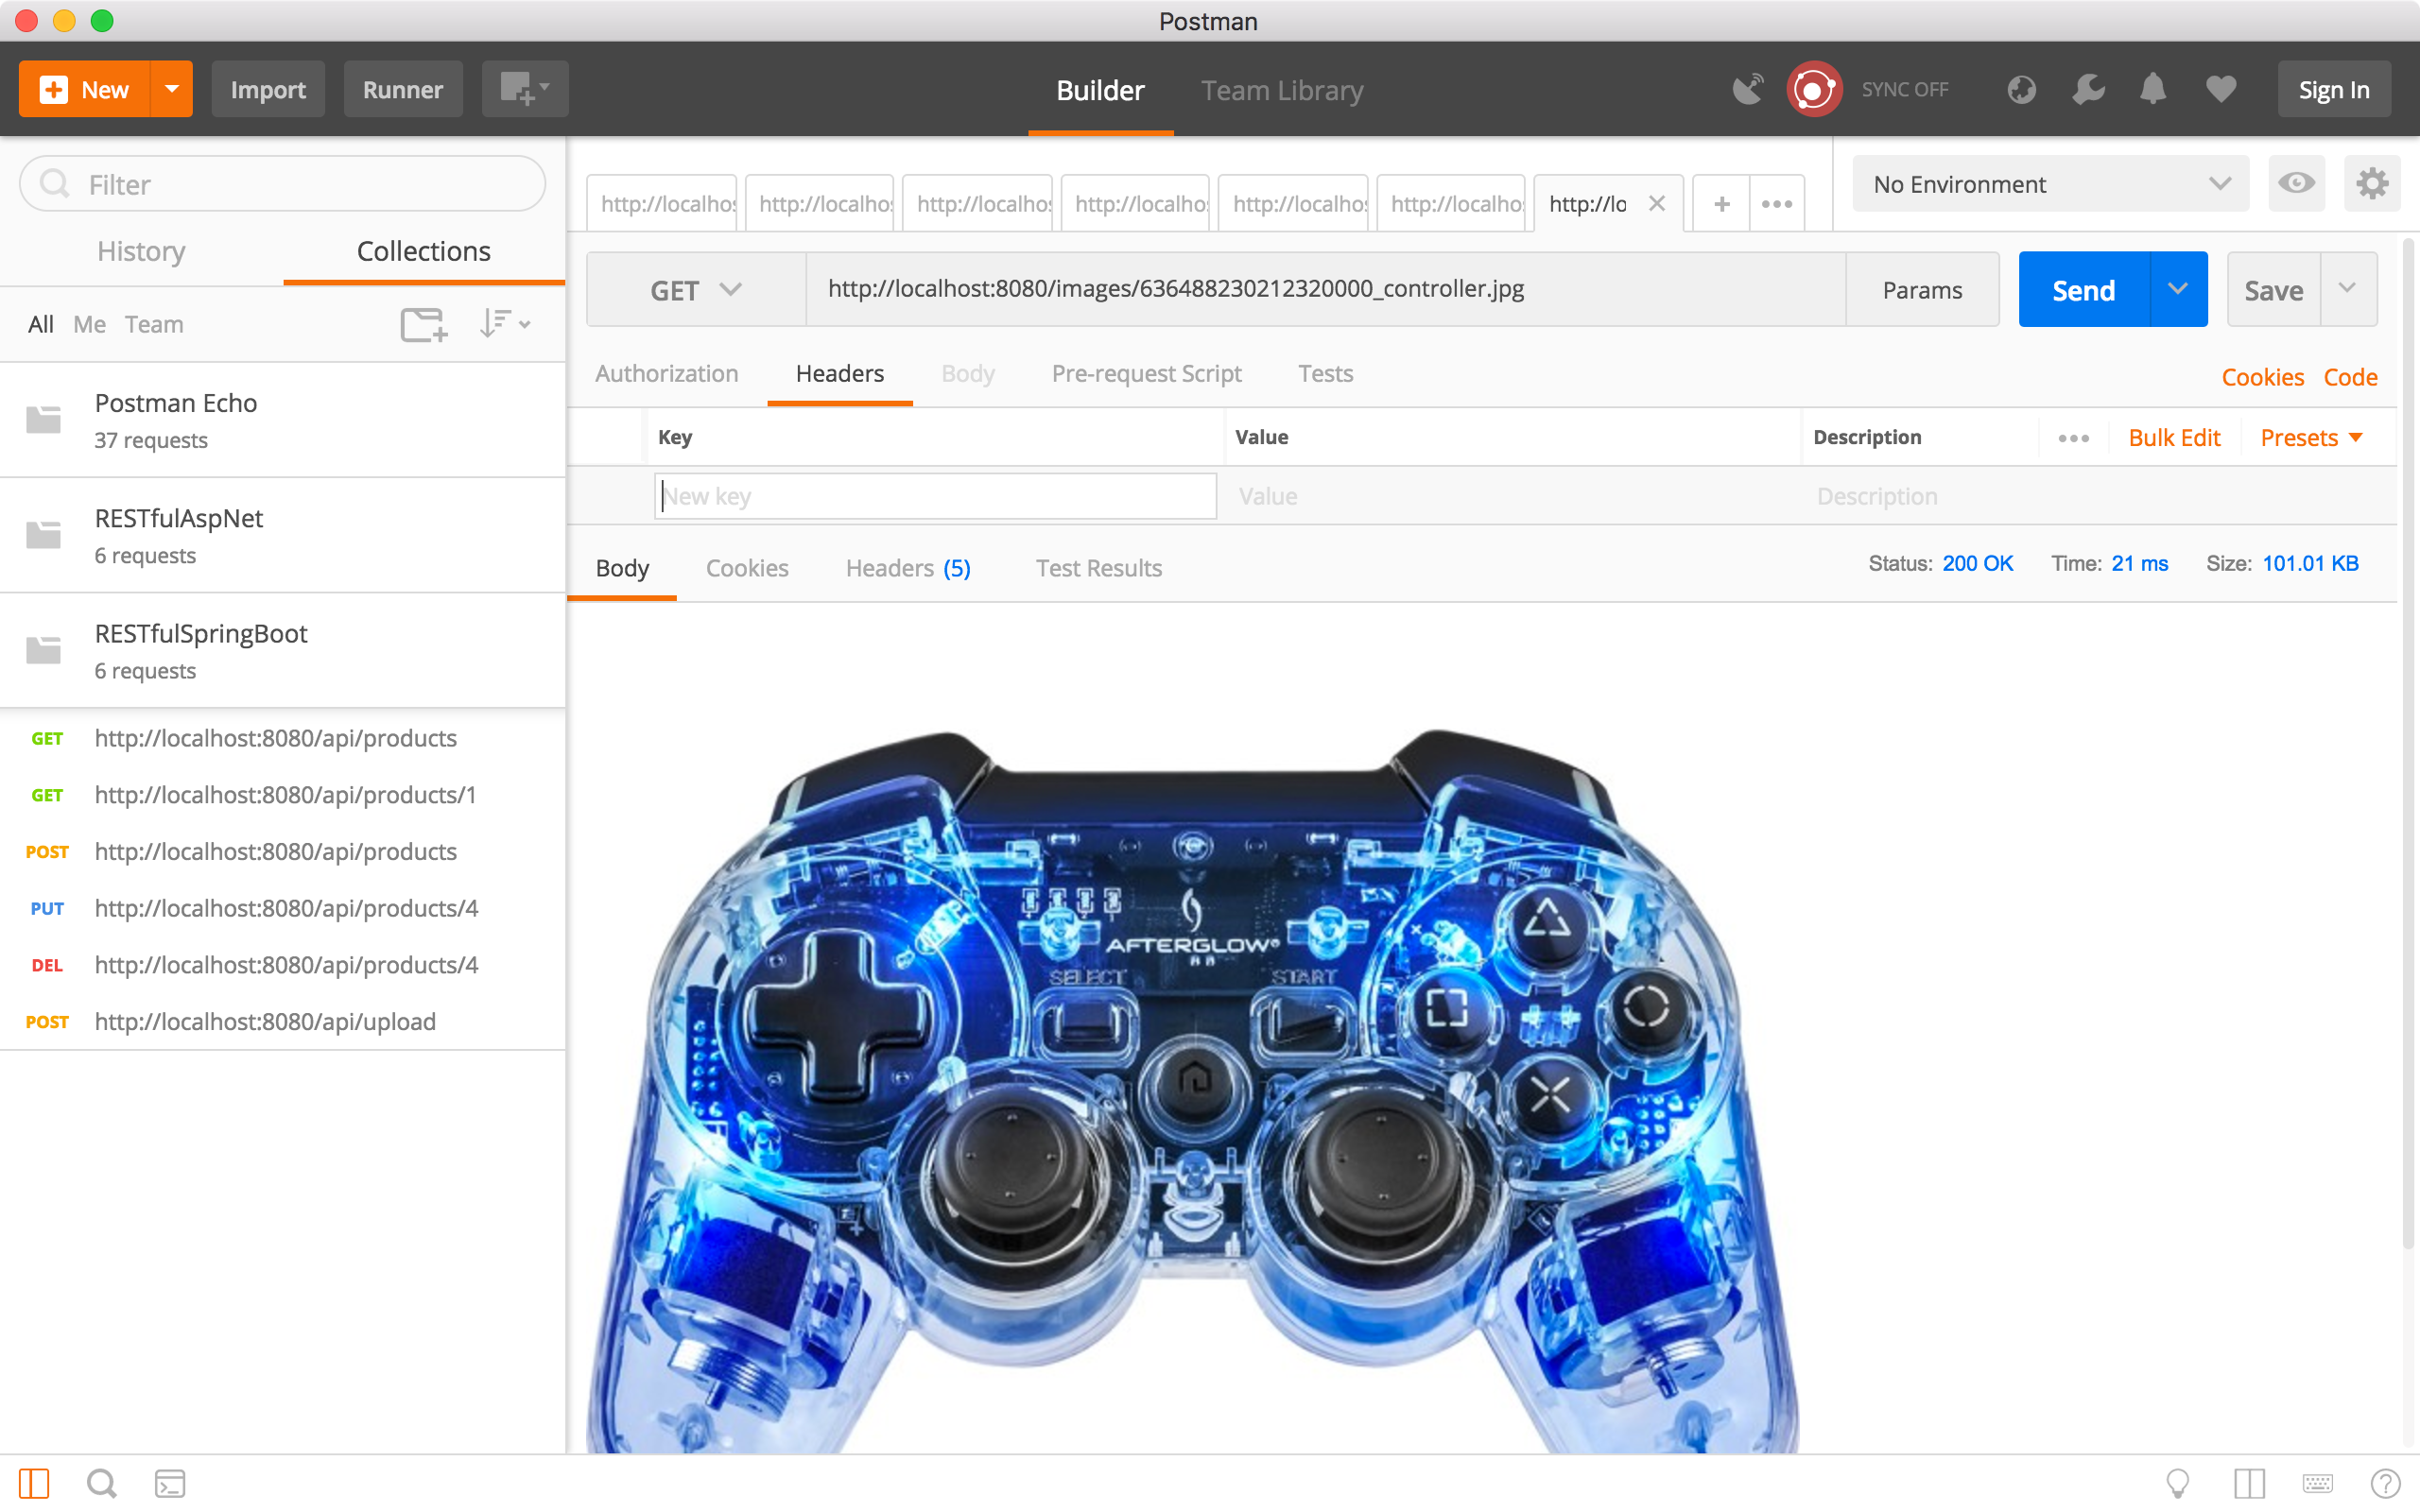 Postman
New
Import
Runner
Builder
Team Library
SYNC OFF
Sign In
Filter
History
Collections
All
Me
Team
Postman Echo
37 requests
RESTfulAspNet
6 requests
RESTfulSpringBoot
6 requests
GET http://localhost:8080/api/products
GET http://localhost:8080/api/products/1
POST http://localhost:8080/api/products
PUT http://localhost:8080/api/products/4
DEL http://localhost:8080/api/products/4
POST http://localhost:8080/api/upload
http://localhos
http://localhos
http://localhos
http://localhos
http://localhos
http://localho
http://lo
No Environment
GET
http://localhost:8080/images/636488230212320000_controller.jpg
Params
Send
Save
Authorization
Headers
Body
Pre-request Script
Tests
Cookies
Code
Key
Value
Description
Bulk Edit
Presets
New key
Value
Description
Body
Cookies
Headers (5)
Test Results
Status: 200 OK
Time: 21 ms
Size: 101.01 KB
AFTERGLOW®
SELECT
START